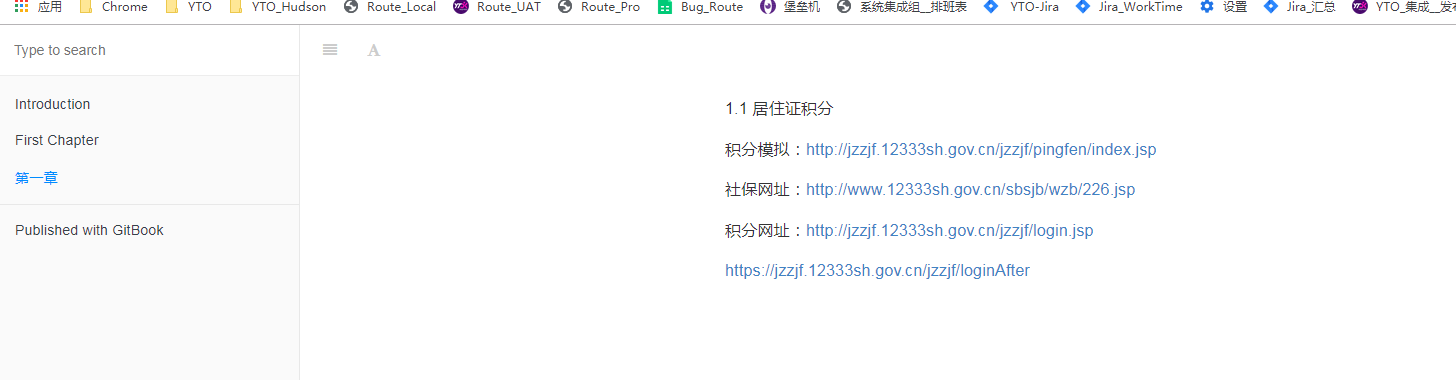 应用 Chrome YTO YTO_Hudson Route_Local Route_UAT Route_Pro Bug_Route 堡垒机 系统集成组__排班表 YTO-Jira Jira_WorkTime 设置 Jira_汇总 YTO_集成__发布
Type to search
A
Introduction
First Chapter
第一章
Published with GitBook
1.1 居住证积分
积分模拟：http://jzzjf.12333sh.gov.cn/jzzjf/pingfen/index.jsp
社保网址：http://www.12333sh.gov.cn/sbsjb/wzb/226.jsp
积分网址：http://jzzjf.12333sh.gov.cn/jzzjf/login.jsp
https://jzzjf.12333sh.gov.cn/jzzjf/loginAfter